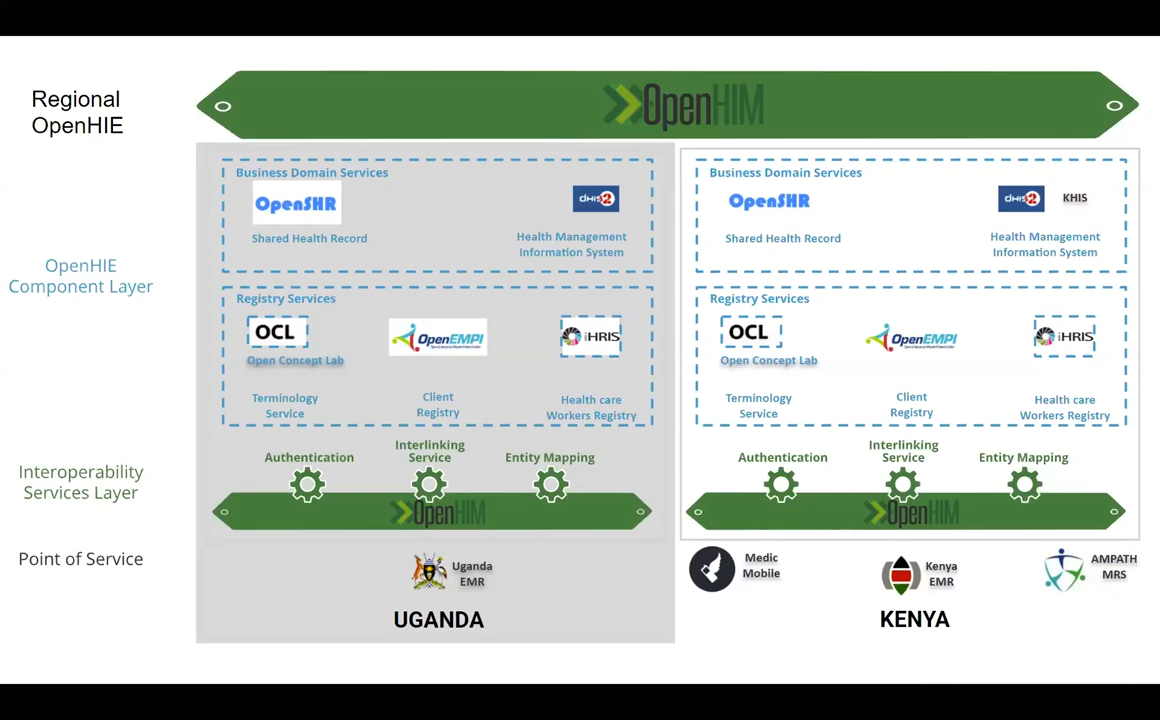 Regional
OpenHIE
OpenHIM
OpenHIE
Component Layer
Interoperability
Services Layer
Point of Service
Business Domain Services
OpenSHR
Shared Health Record
dhis2
Health Management
Information System
Registry Services
OCL
Open Concept Lab
OpenEMPI
iHRIS
Terminology
Service
Client
Registry
Health care
Workers Registry
Authentication
Interlinking
Service
Entity Mapping
OpenHIM
Uganda
EMR
UGANDA
Business Domain Services
OpenSHR
Shared Health Record
dhis2
KHIS
Health Management
Information System
Registry Services
OCL
Open Concept Lab
OpenEMPI
iHRIS
Terminology
Service
Client
Registry
Health care
Workers Registry
Authentication
Interlinking
Service
Entity Mapping
OpenHIM
Medic
Mobile
Kenya
EMR
AMPATH
MRS
KENYA